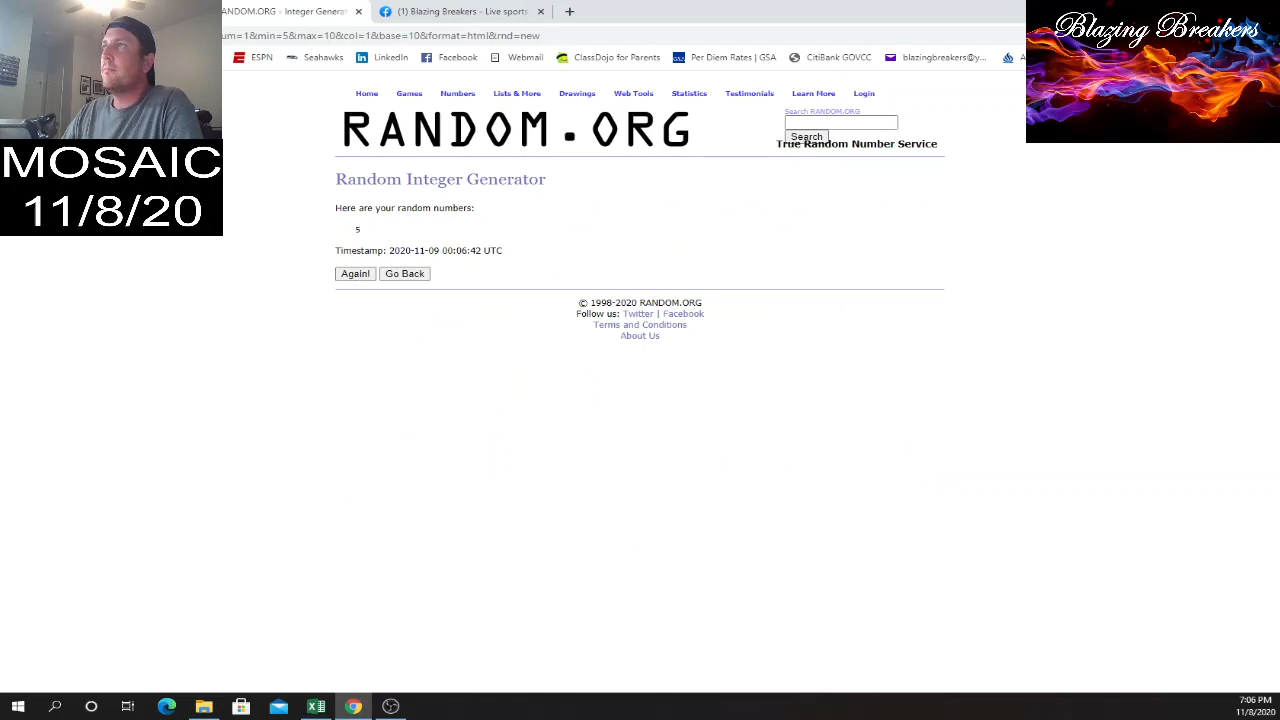 RANDOM.ORG - Integer Generat
(1) Blazing Breakers - Live sports
um=1&min=5&max=10&col=1&base=10&format=html&rnd=new
ESPN Seahawks LinkedIn Facebook Webmail ClassDojo for Parents Per Diem Rates | GSA CitiBank GOVCC blazingbreakers@y... A
Blazing Breakers
MOSAIC
11/8/20
Home Games Numbers Lists & More Drawings Web Tools Statistics Testimonials Learn More Login
RANDOM.ORG
Search RANDOM.ORG
Search
True Random Number Service
Random Integer Generator
Here are your random numbers:
5
Timestamp: 2020-11-09 00:06:42 UTC
Again! Go Back
© 1998-2020 RANDOM.ORG
Follow us: Twitter | Facebook
Terms and Conditions
About Us
7:06 PM
11/8/2020